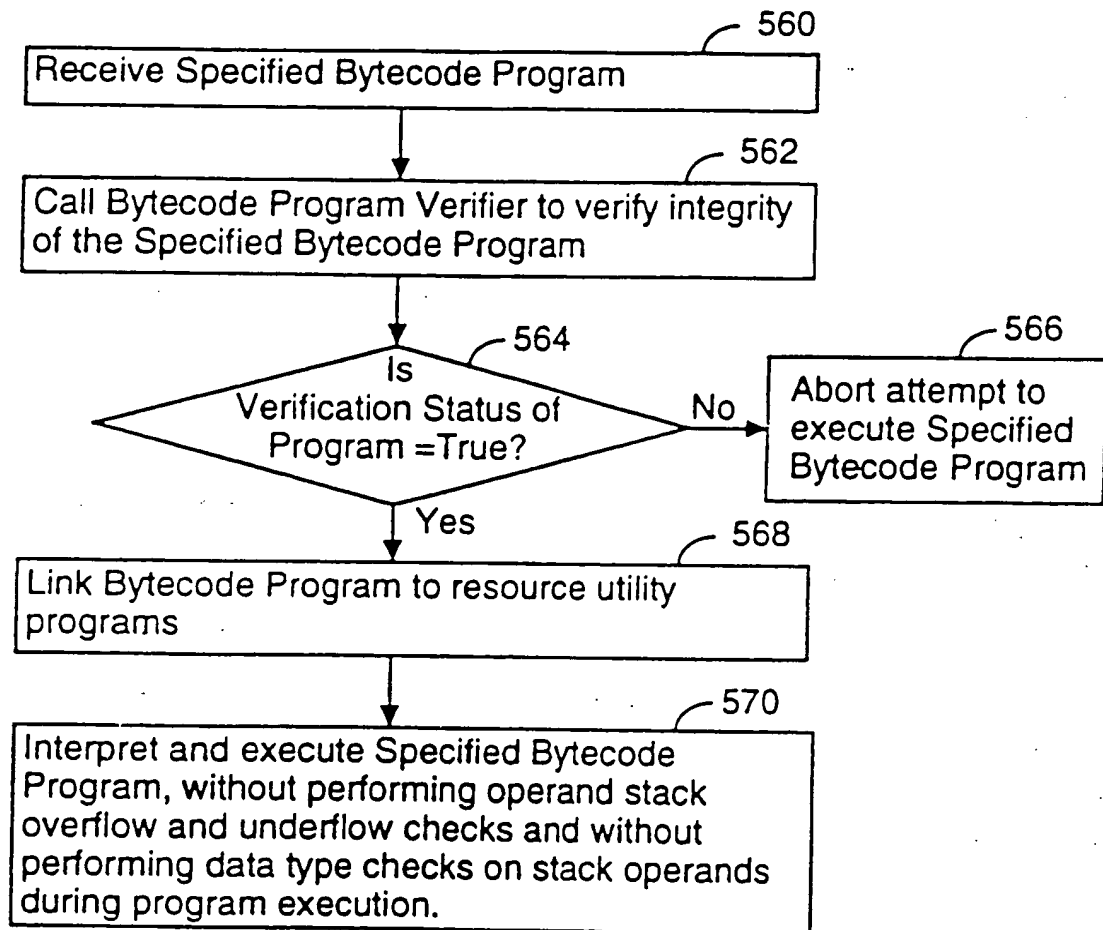 560
Receive Specified Bytecode Program
562
Call Bytecode Program Verifier to verify integrity
of the Specified Bytecode Program
564
Is
Verification Status of
Program =True?
No
566
Abort attempt to
execute Specified
Bytecode Program
Yes
568
Link Bytecode Program to resource utility
programs
570
Interpret and execute Specified Bytecode
Program, without performing operand stack
overflow and underflow checks and without
performing data type checks on stack operands
during program execution.